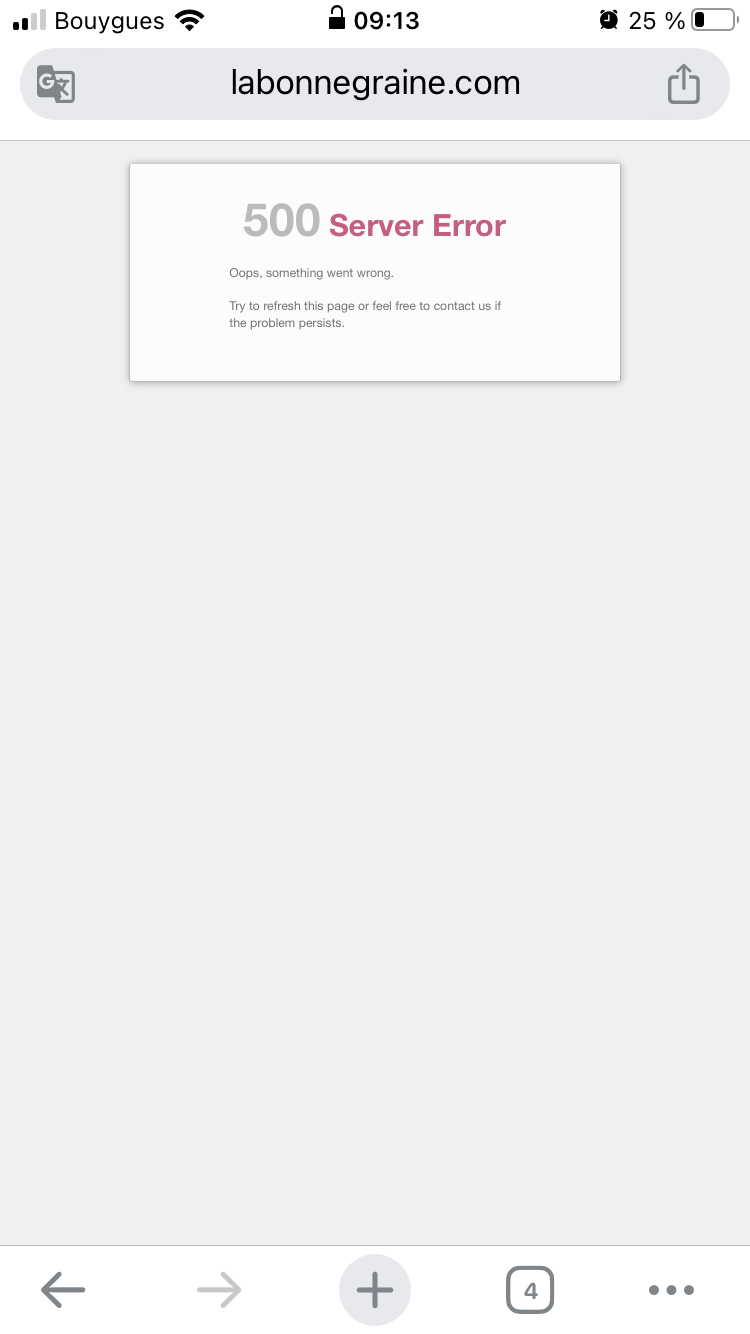 Bouygues 09:13 25 %
labonnegraine.com
500 Server Error
Oops, something went wrong.
Try to refresh this page or feel free to contact us if
the problem persists.
4